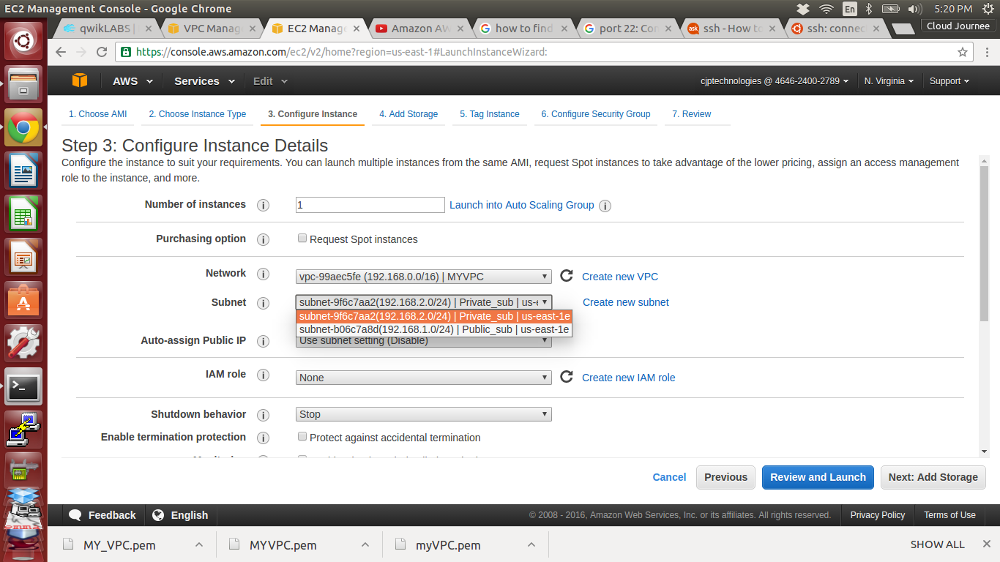 EC2 Management Console - Google Chrome
En
5:20 PM
qwikLABS |
VPC Manag
EC2 Manag
Amazon AW
how to find
port 22: Con
ssh - How to
ssh: connec
Cloud Journee
https://console.aws.amazon.com/ec2/v2/home?region=us-east-1#LaunchInstanceWizard:
AWS
Services
Edit
cjptechnologies @ 4646-2400-2789
N. Virginia
Support
1. Choose AMI
2. Choose Instance Type
3. Configure Instance
4. Add Storage
5. Tag Instance
6. Configure Security Group
7. Review
Step 3: Configure Instance Details
Configure the instance to suit your requirements. You can launch multiple instances from the same AMI, request Spot instances to take advantage of the lower pricing, assign an access management
role to the instance, and more.
Number of instances
1
Launch into Auto Scaling Group
Purchasing option
Request Spot instances
Network
vpc-99aec5fe (192.168.0.0/16) | MYVPC
Create new VPC
Subnet
subnet-9f6c7aa2(192.168.2.0/24) | Private_sub | us-e
Create new subnet
subnet-9f6c7aa2(192.168.2.0/24) | Private_sub | us-east-1e
subnet-b06c7a8d(192.168.1.0/24) | Public_sub | us-east-1e
Auto-assign Public IP
Use subnet setting (Disable)
IAM role
None
Create new IAM role
Shutdown behavior
Stop
Enable termination protection
Protect against accidental termination
Cancel
Previous
Review and Launch
Next: Add Storage
Feedback
English
© 2008 - 2016, Amazon Web Services, Inc. or its affiliates. All rights reserved.
Privacy Policy
Terms of Use
MY_VPC.pem
MYVPC.pem
myVPC.pem
SHOW ALL